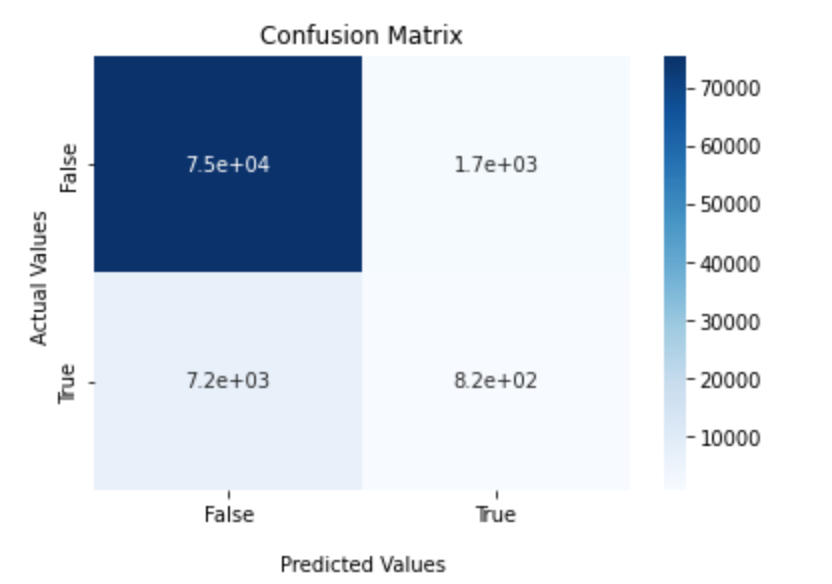 Confusion Matrix
70000
False
7.5e+04
1.7e+03
60000
50000
Actual Values
40000
30000
True
7.2e+03
8.2e+02
20000
10000
False
True
Predicted Values